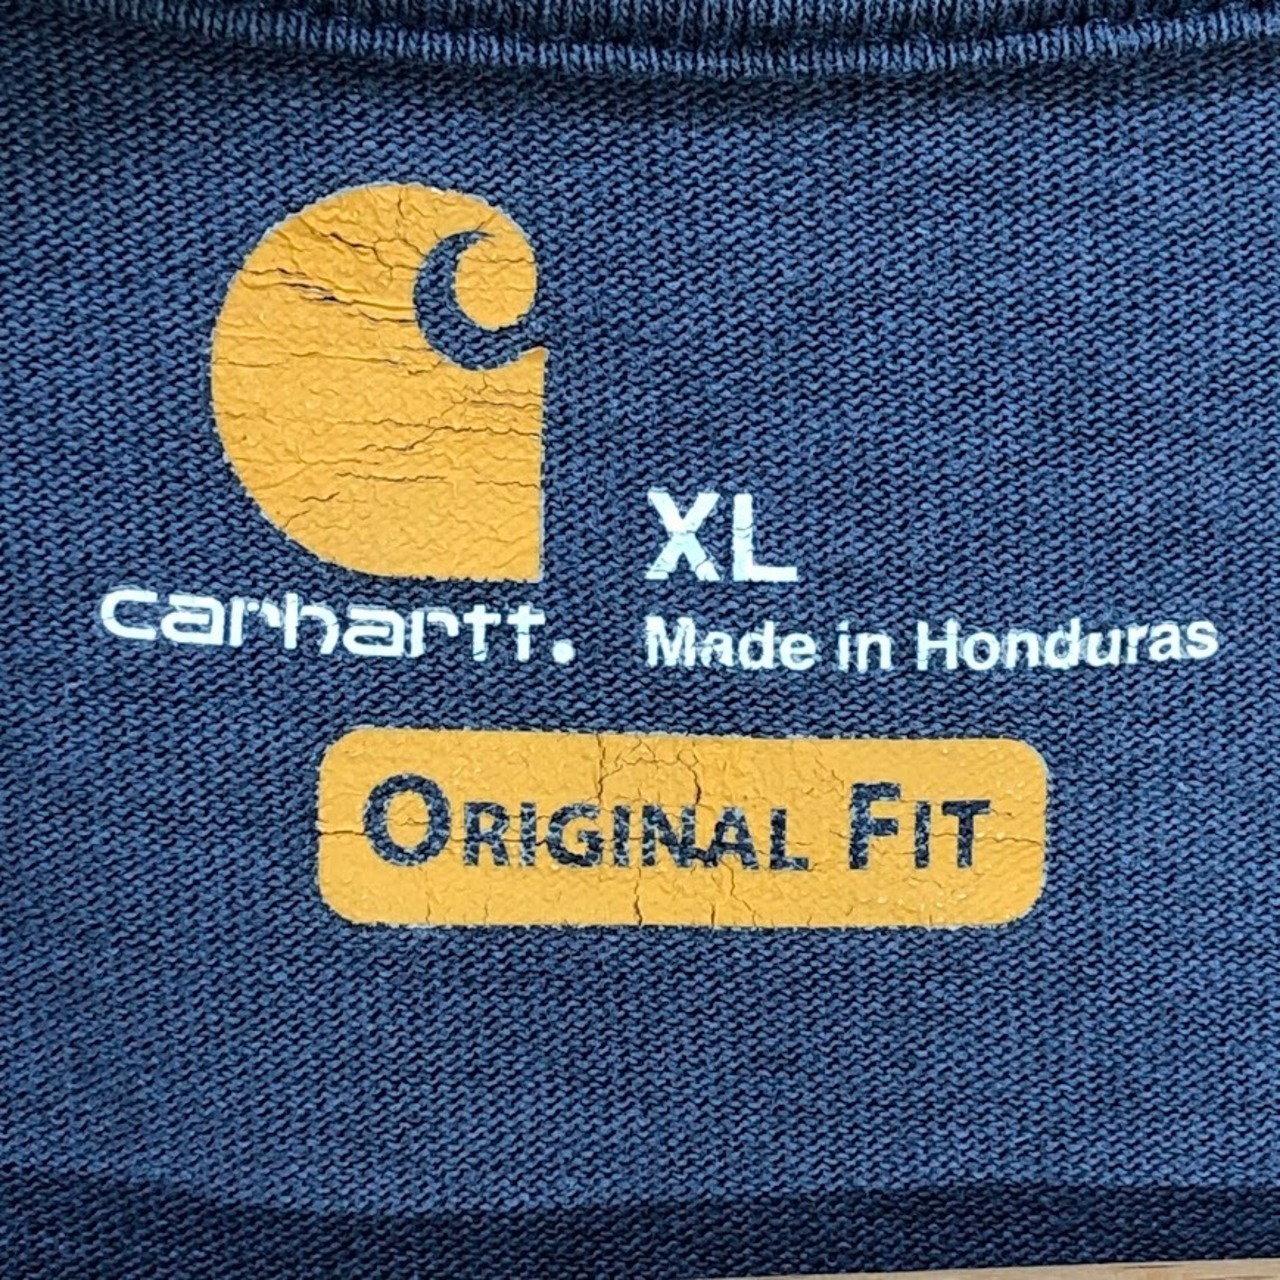 XL
carhartt.
Made in Honduras
ORIGINAL FIT